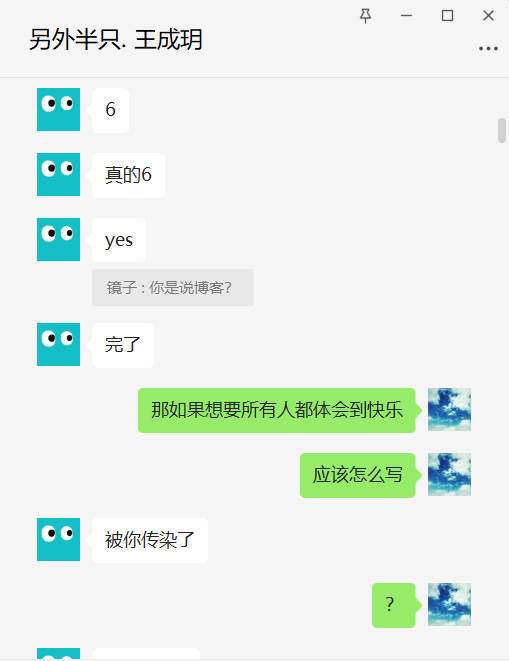 另外半只. 王成玥
6
真的6
yes
镜子 : 你是说博客？
完了
那如果想要所有人都体会到快乐
应该怎么写
被你传染了
？